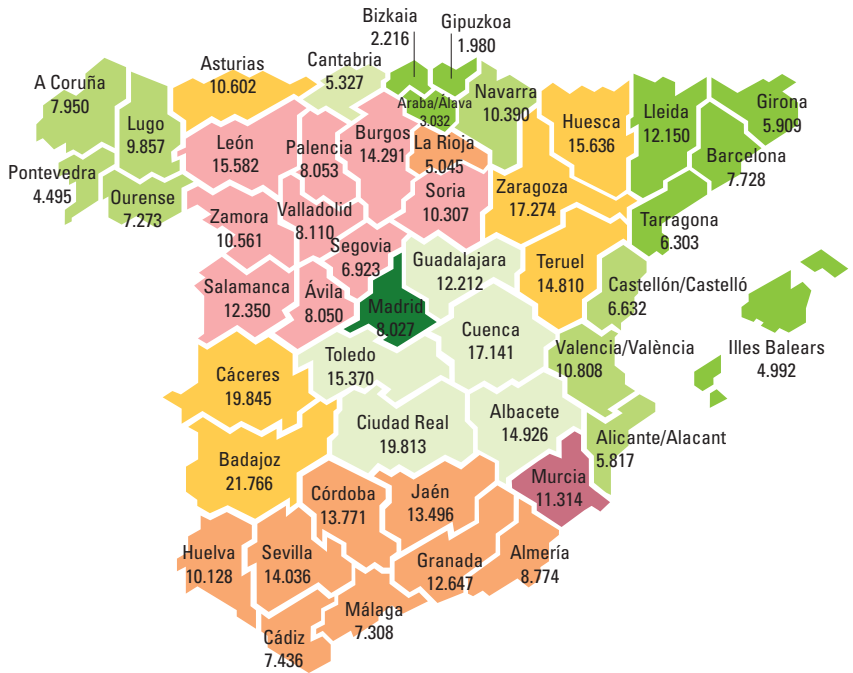 Bizkaia
2.216
Gipuzkoa
1.980
Asturias
10.602
Cantabria
5.327
A Coruña
7.950
Lugo
9.857
Araba/Álava
3.032
Navarra
10.390
Huesca
15.636
Lleida
12.150
Girona
5.909
León
15.582
Palencia
8.053
Burgos
14.291
La Rioja
5.045
Barcelona
7.728
Pontevedra
4.495
Ourense
7.273
Zamora
10.561
Valladolid
8.110
Soria
10.307
Zaragoza
17.274
Tarragona
6.303
Segovia
6.923
Guadalajara
12.212
Teruel
14.810
Castellón/Castelló
6.632
Salamanca
12.350
Ávila
8.050
Madrid
8.027
Cuenca
17.141
Toledo
15.370
Valencia/València
10.808
Illes Balears
4.992
Cáceres
19.845
Ciudad Real
19.813
Albacete
14.926
Alicante/Alacant
5.817
Badajoz
21.766
Murcia
11.314
Córdoba
13.771
Jaén
13.496
Huelva
10.128
Sevilla
14.036
Granada
12.647
Almería
8.774
Málaga
7.308
Cádiz
7.436